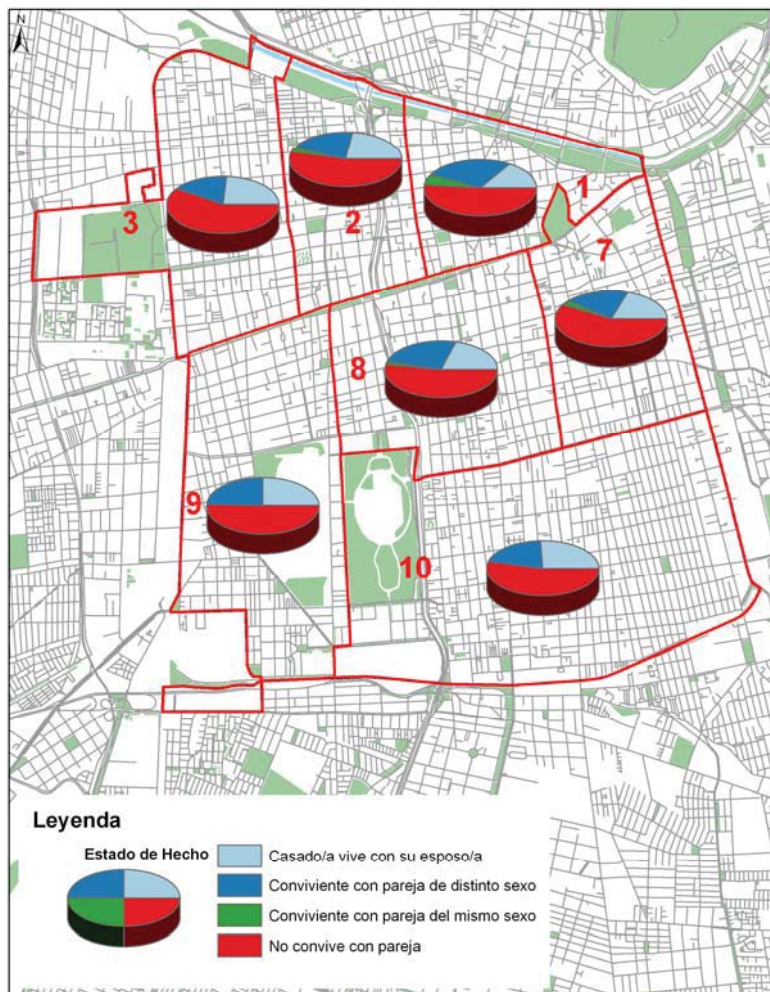 N
1
3
2
7
8
9
10
Leyenda
Estado de Hecho
Casado/a vive con su esposo/a
Conviviente con pareja de distinto sexo
Conviviente con pareja del mismo sexo
No convive con pareja